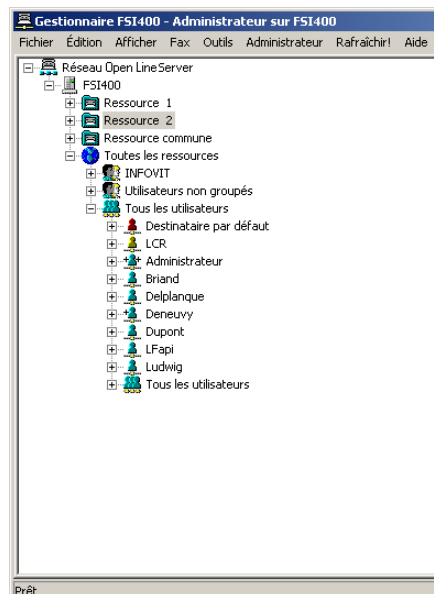 Gestionnaire FSI400 - Administrateur sur FSI400
Fichier Édition Afficher Fax Outils Administrateur Rafraîchir! Aide
Réseau Open LineServer
FSI400
Ressource 1
Ressource 2
Ressource commune
Toutes les ressources
INFOVIT
Utilisateurs non groupés
Tous les utilisateurs
Destinataire par défaut
LCR
Administrateur
Briand
Delplanque
Deneuvy
Dupont
LFapi
Ludwig
Tous les utilisateurs
Prêt